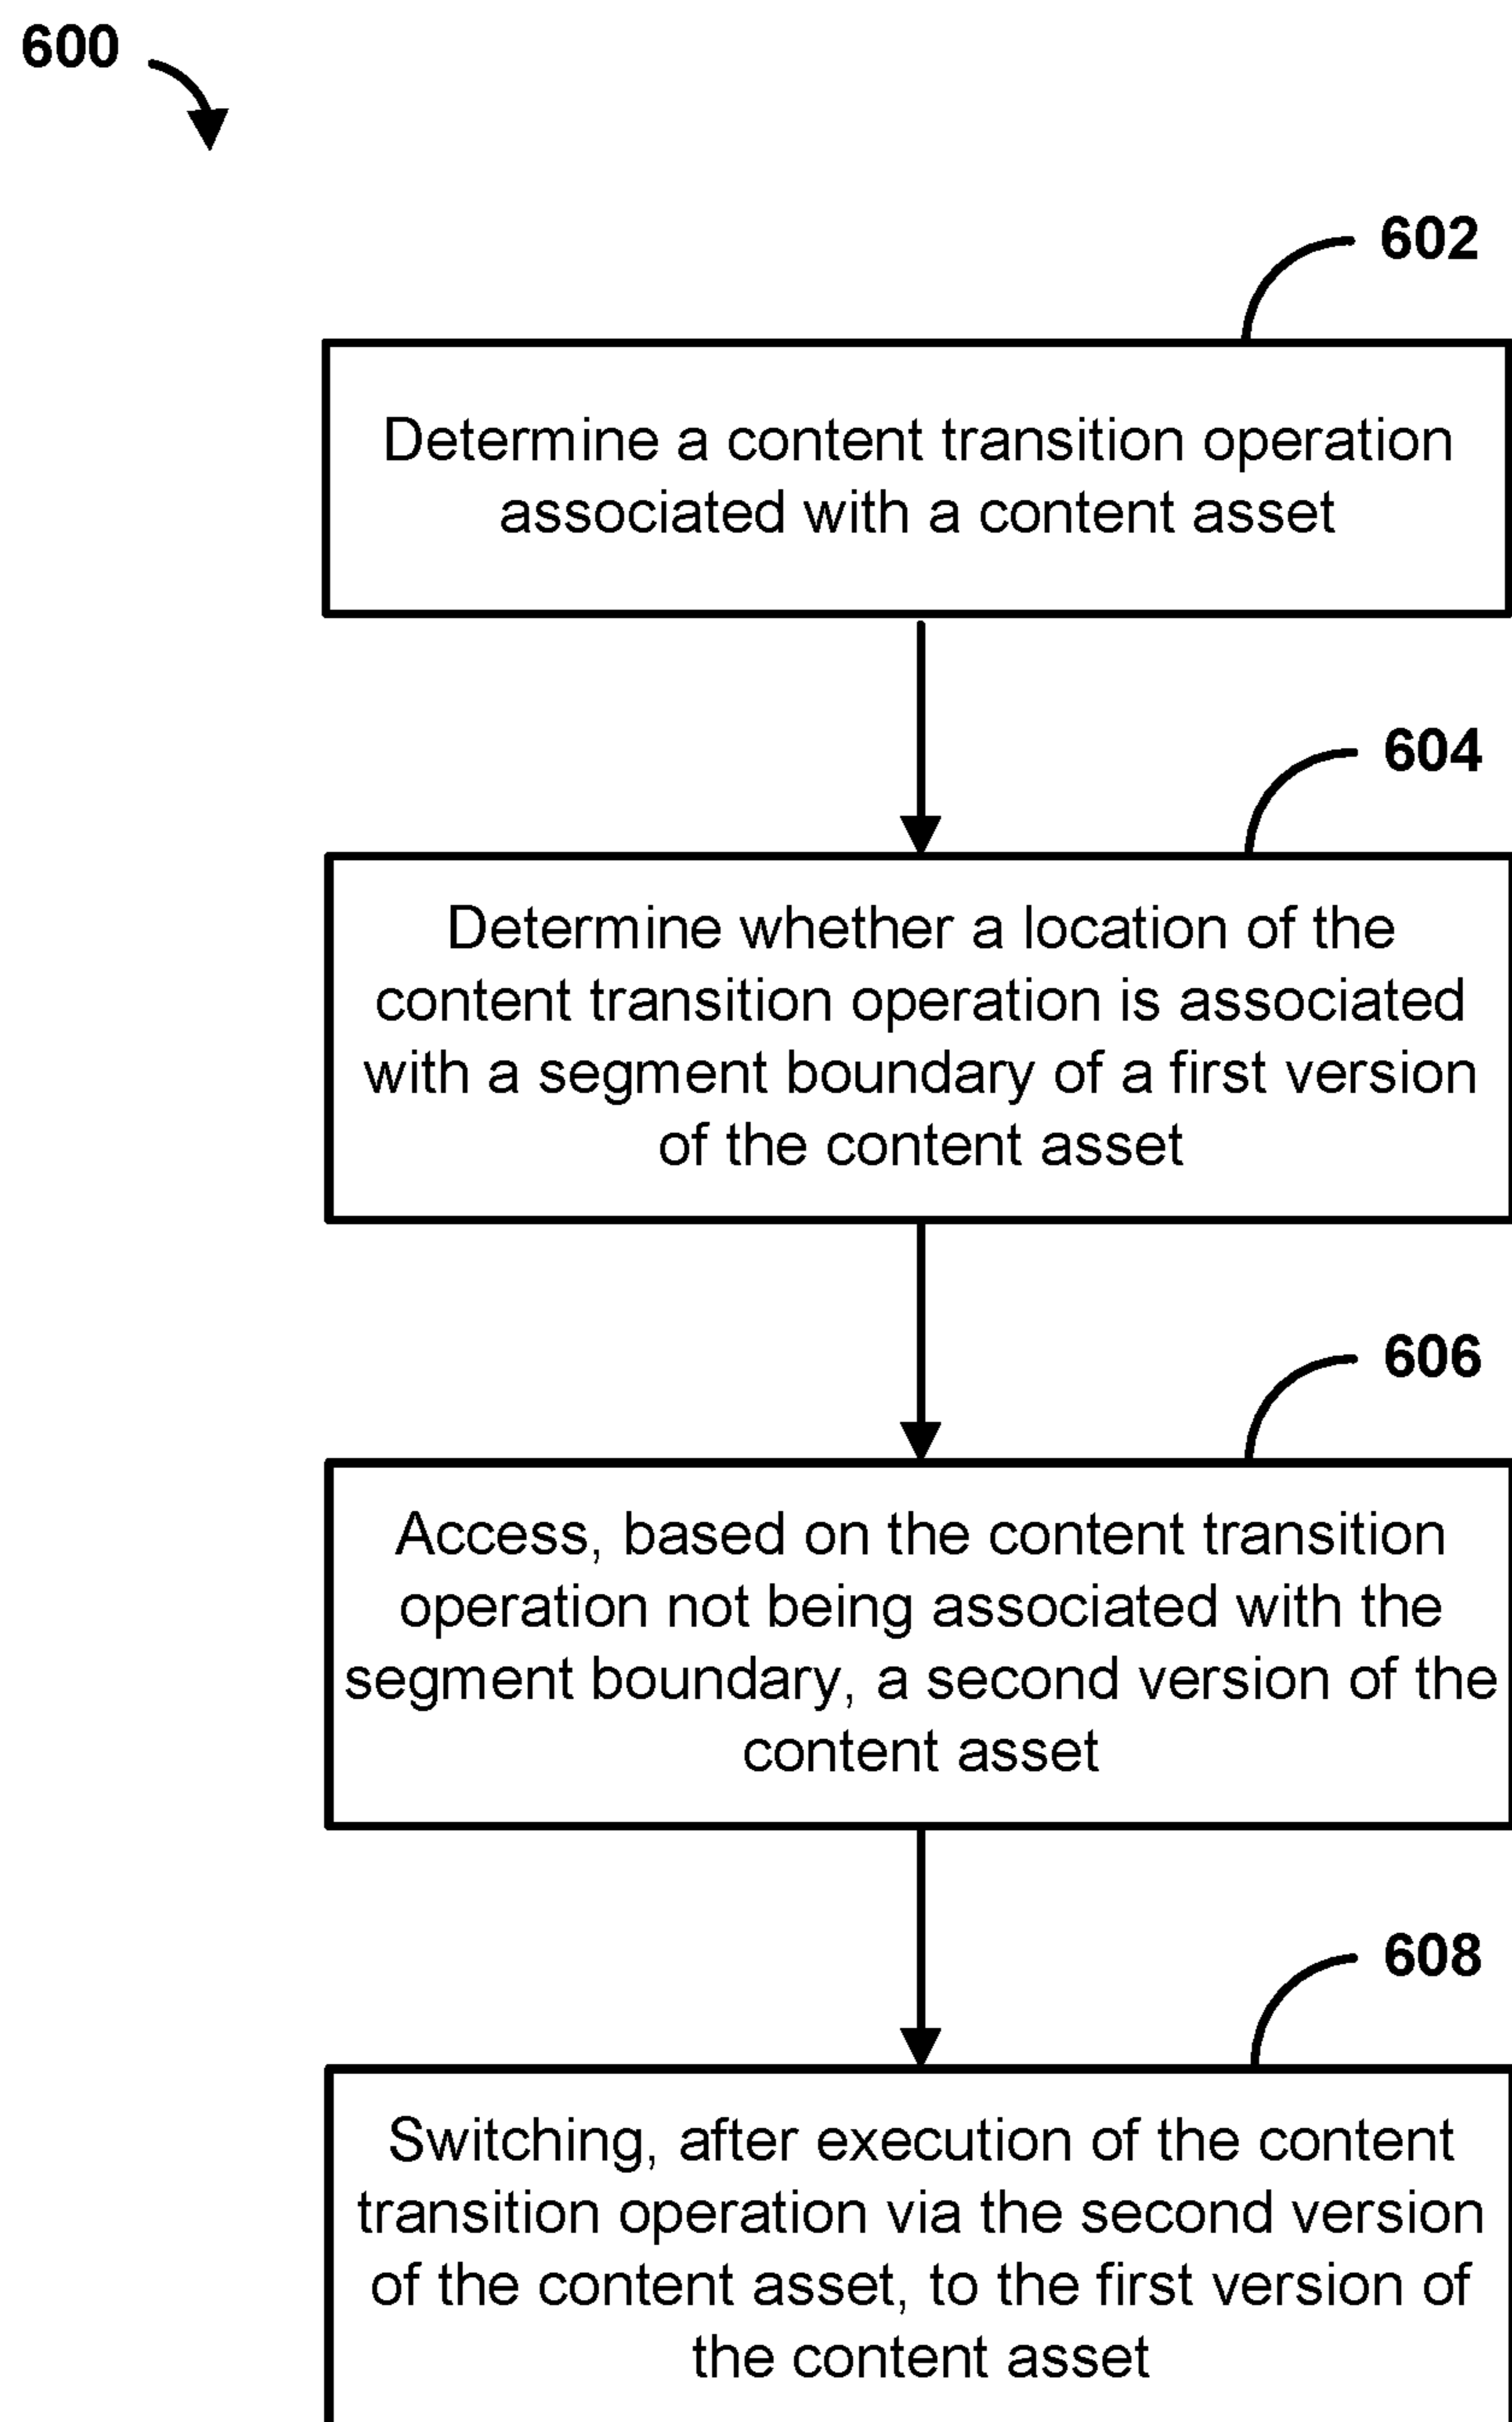 600
602
Determine a content transition operation
associated with a content asset
604
Determine whether a location of the
content transition operation is associated
with a segment boundary of a first version
of the content asset
606
Access, based on the content transition
operation not being associated with the
segment boundary, a second version of the
content asset
608
Switching, after execution of the content
transition operation via the second version
of the content asset, to the first version of
the content asset